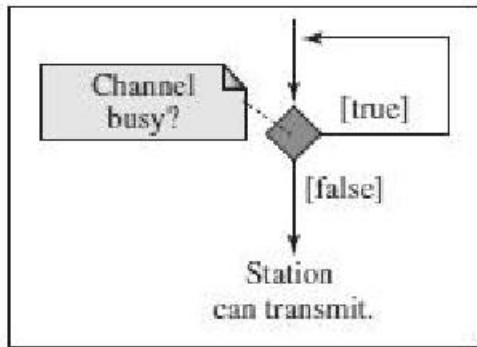 Channel
busy?
[true]
[false]
Station
can transmit.